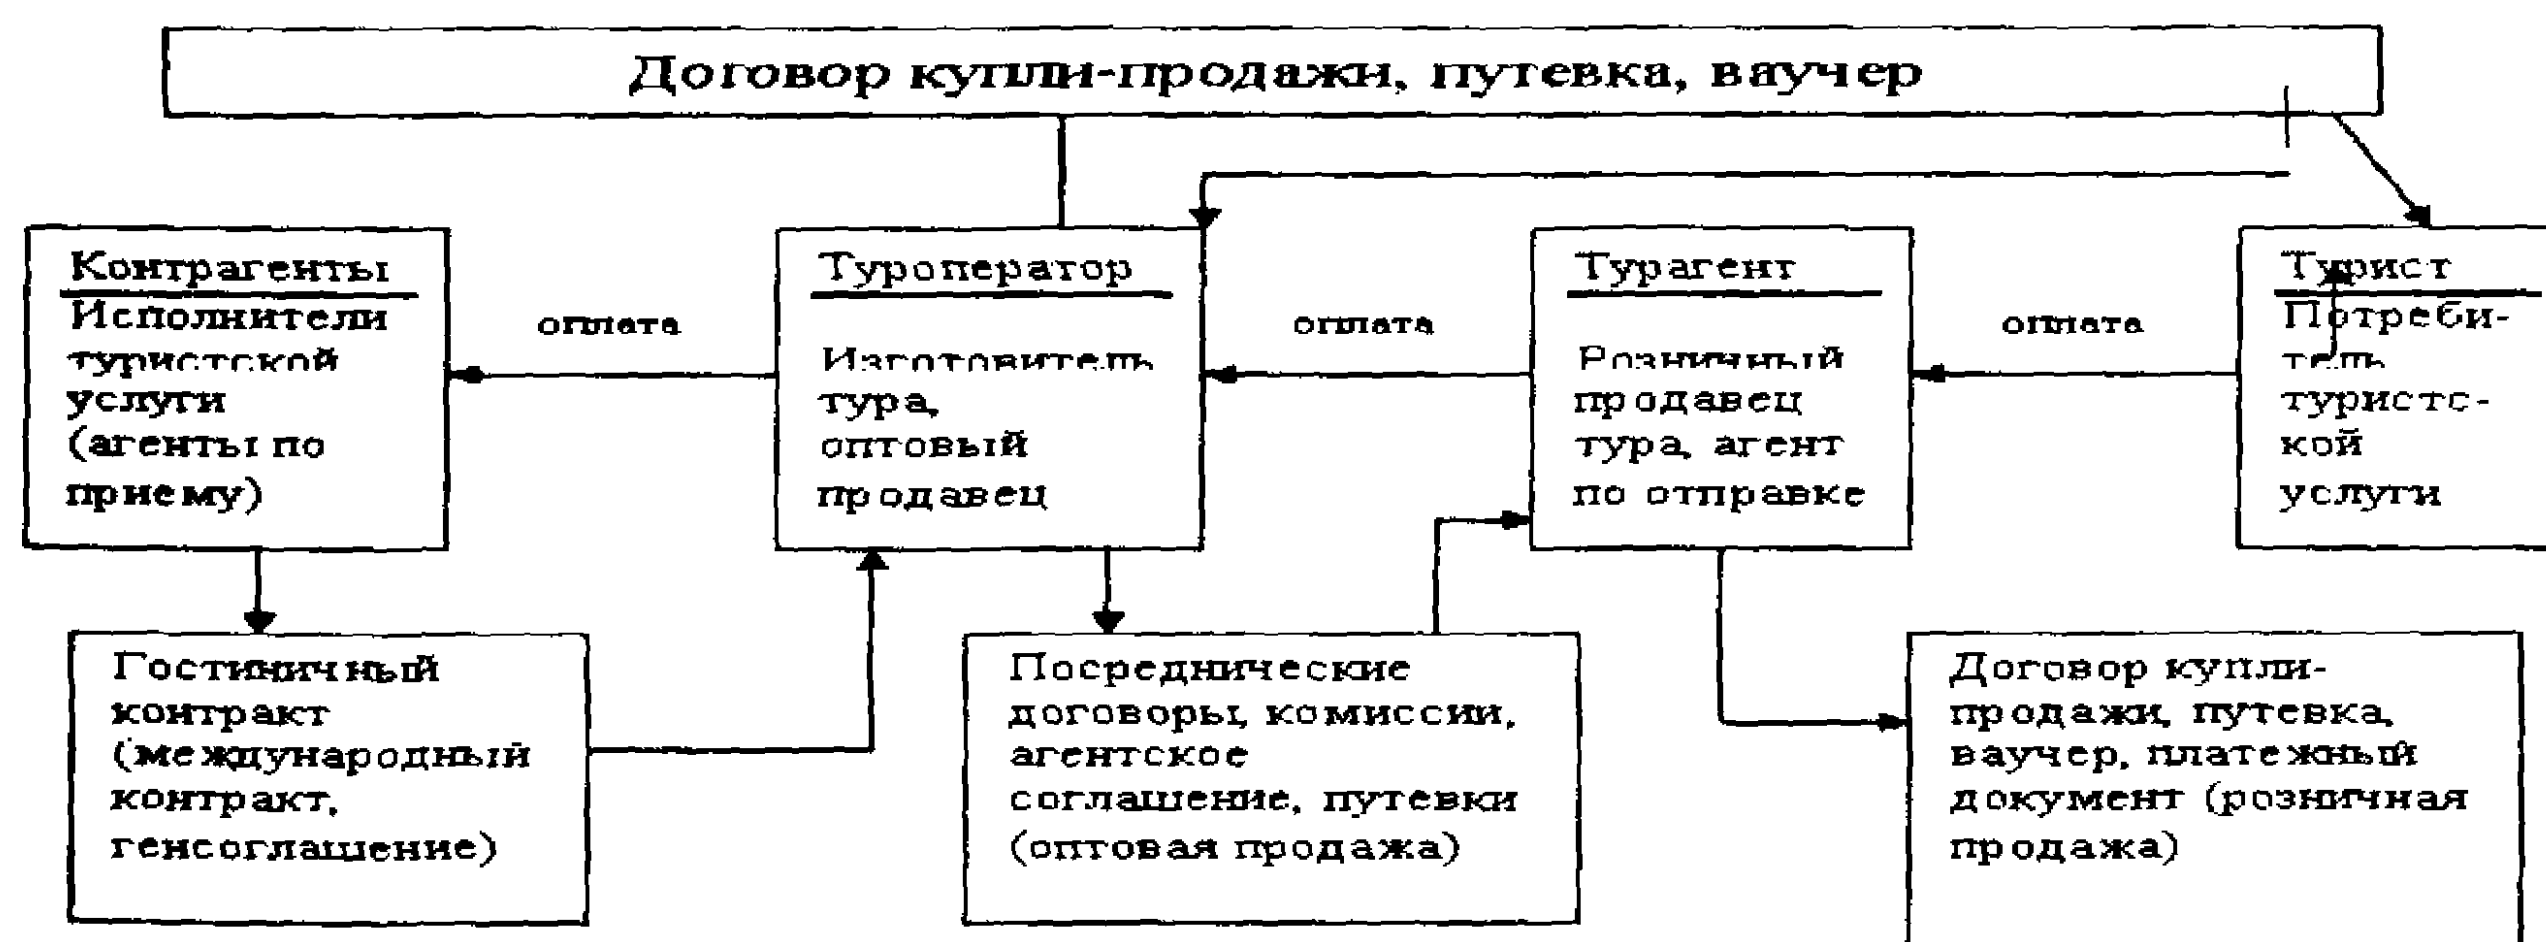 Договор купли-продажи, путевка, ваучер
Контрагенты
Исполнители
туристской
услуги
(агенты по
приему)
оплата
Туроператор
Изготовитель
тура,
оптовый
продавец
оплата
Турагент
Розничный
продавец
тура, агент
по отправке
оплата
Турист
Потреби-
тель
туристс-
кой
услуги
Гостиничный
контракт
(международный
контракт,
генсоглашение)
Посреднические
договоры, комиссии,
агентское
соглашение, путевки
(оптовая продажа)
Договор купли-
продажи, путевка,
ваучер, платежный
документ (розничная
продажа)